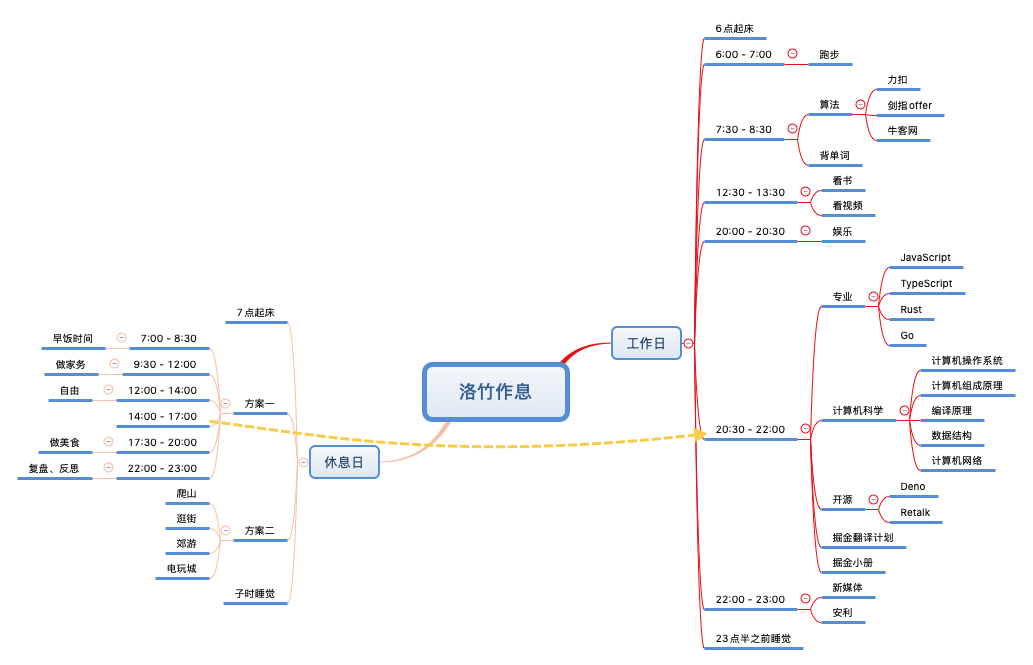 洛竹作息
工作日
6点起床
6:00 - 7:00
跑步
7:30 - 8:30
算法
力扣
剑指offer
牛客网
背单词
12:30 - 13:30
看书
看视频
20:00 - 20:30
娱乐
20:30 - 22:00
专业
JavaScript
TypeScript
Rust
Go
计算机科学
计算机操作系统
计算机组成原理
编译原理
数据结构
计算机网络
开源
Deno
Retalk
掘金翻译计划
掘金小册
22:00 - 23:00
新媒体
安利
23点半之前睡觉
休息日
7点起床
方案一
7:00 - 8:30
早饭时间
9:30 - 12:00
做家务
12:00 - 14:00
自由
14:00 - 17:00
17:30 - 20:00
做美食
22:00 - 23:00
复盘、反思
方案二
爬山
逛街
郊游
电玩城
子时睡觉